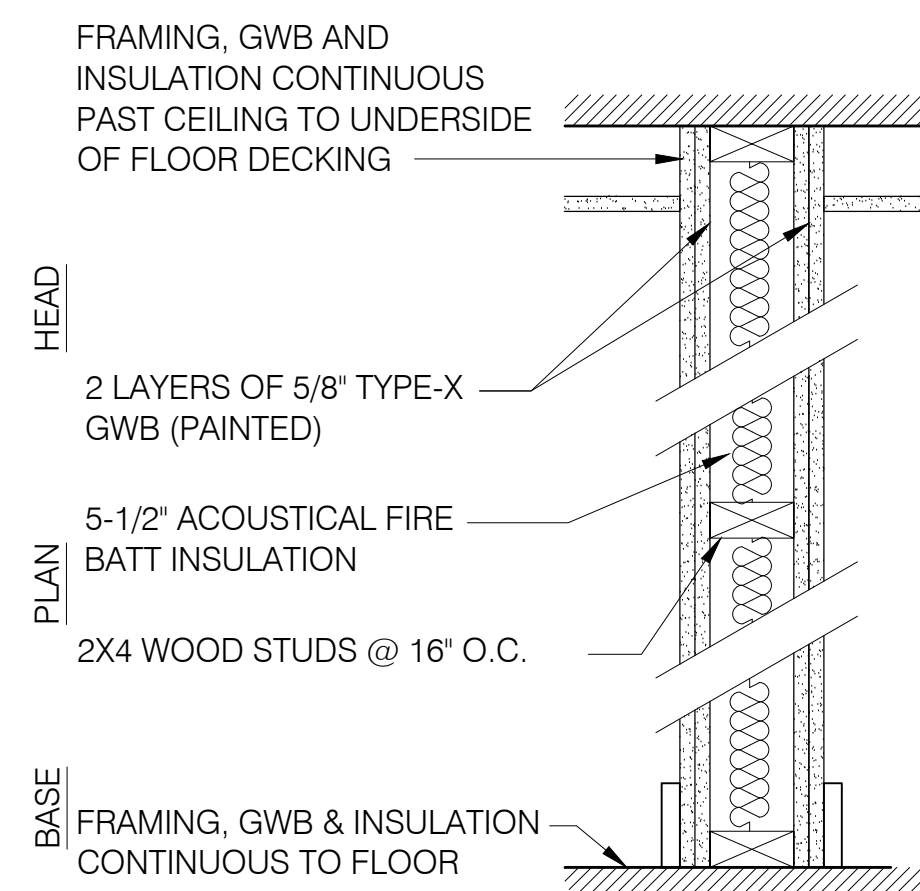 FRAMING, GWB AND
INSULATION CONTINUOUS
PAST CEILING TO UNDERSIDE
OF FLOOR DECKING
HEAD
2 LAYERS OF 5/8" TYPE-X
GWB (PAINTED)
5-1/2" ACOUSTICAL FIRE
BATT INSULATION
PLAN
2X4 WOOD STUDS @ 16" O.C.
BASE
FRAMING, GWB & INSULATION
CONTINUOUS TO FLOOR